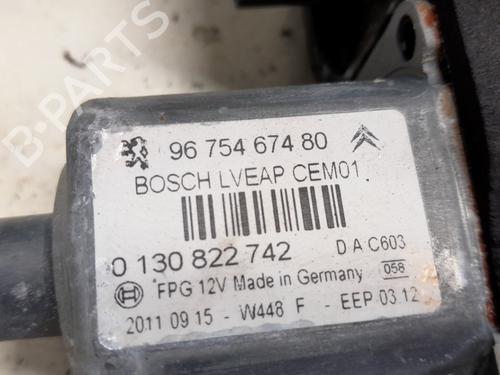 96 754 674 80
BOSCH LVEAP CEM01
0 130 822 742 D A C603
FPG 12V Made in Germany 058
2011 09 15 - W448 F - EEP 03.12
B-PARTS